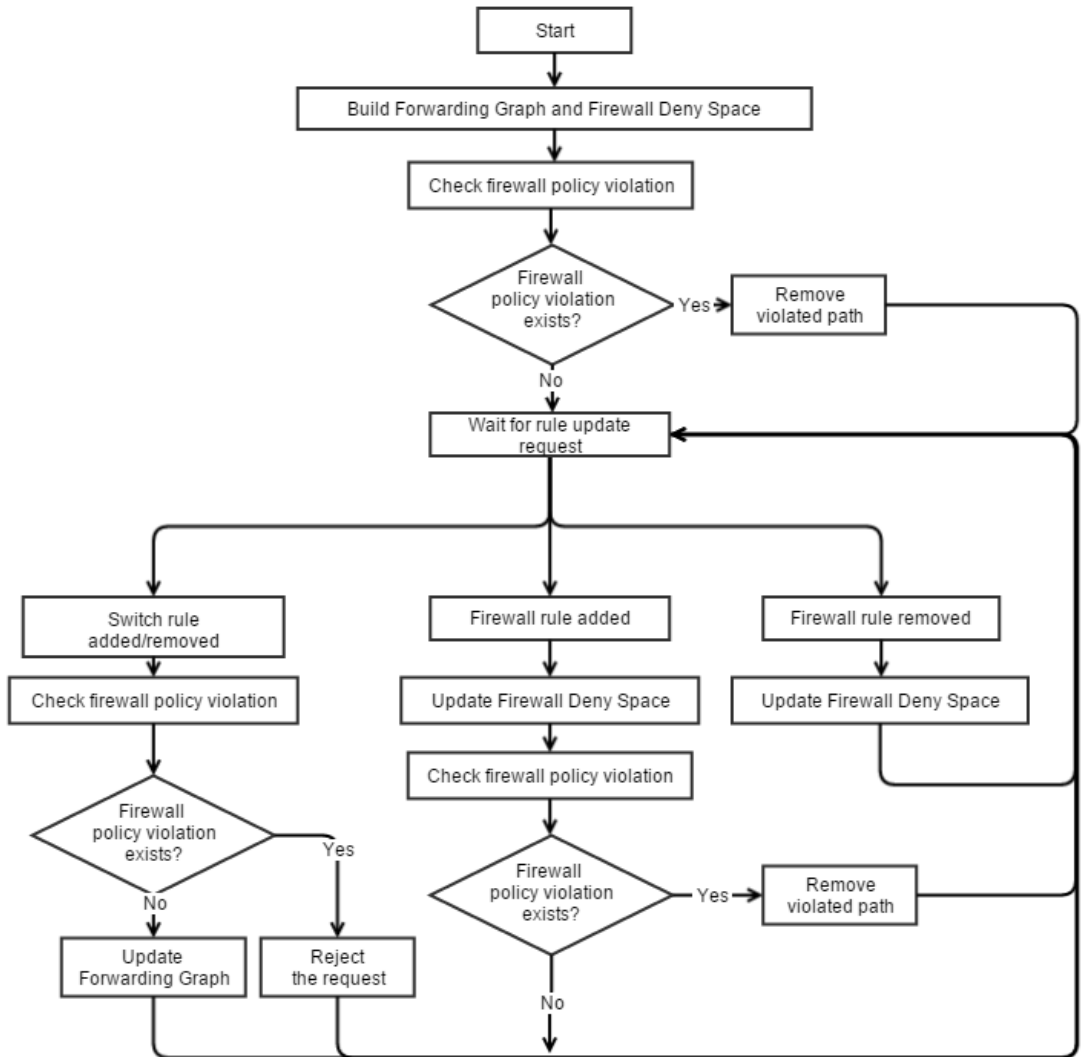 Start
Build Forwarding Graph and Firewall Deny Space
Check firewall policy violation
Firewall
policy violation
exists?
Yes
Remove
violated path
No
Wait for rule update
request
Switch rule
added/removed
Firewall rule added
Firewall rule removed
Check firewall policy violation
Update Firewall Deny Space
Update Firewall Deny Space
Check firewall policy violation
Firewall
policy violation
exists?
Yes
No
Firewall
policy violation
exists?
Yes
Remove
violated path
Update
Forwarding Graph
Reject
the request
No